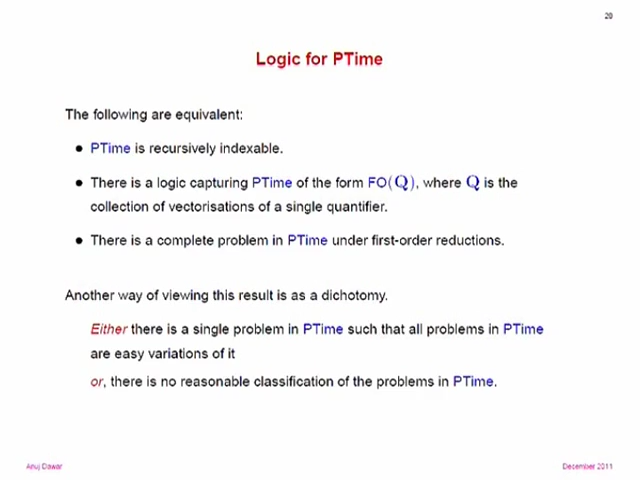 20
Logic for PTime
The following are equivalent:
• PTime is recursively indexable.
• There is a logic capturing PTime of the form FO(Q), where Q is the
collection of vectorisations of a single quantifier.
• There is a complete problem in PTime under first-order reductions.
Another way of viewing this result is as a dichotomy.
Either there is a single problem in PTime such that all problems in PTime
are easy variations of it
or, there is no reasonable classification of the problems in PTime.
Anuj Dawar December 2011